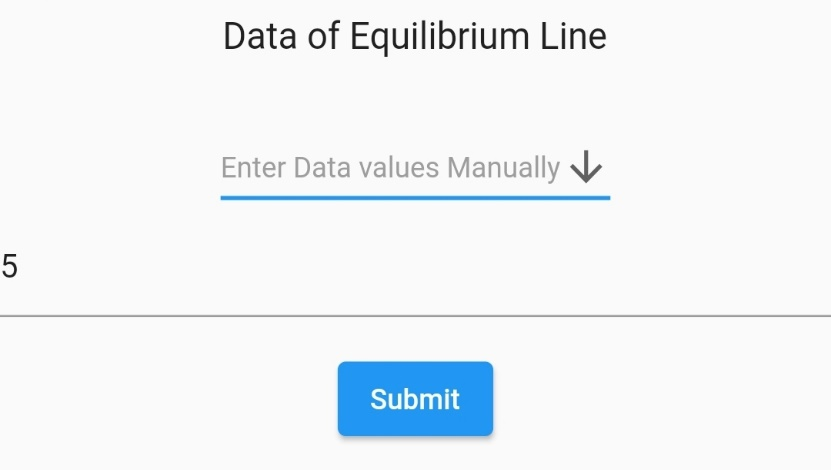 Data of Equilibrium Line
Enter Data values Manually
5
Submit